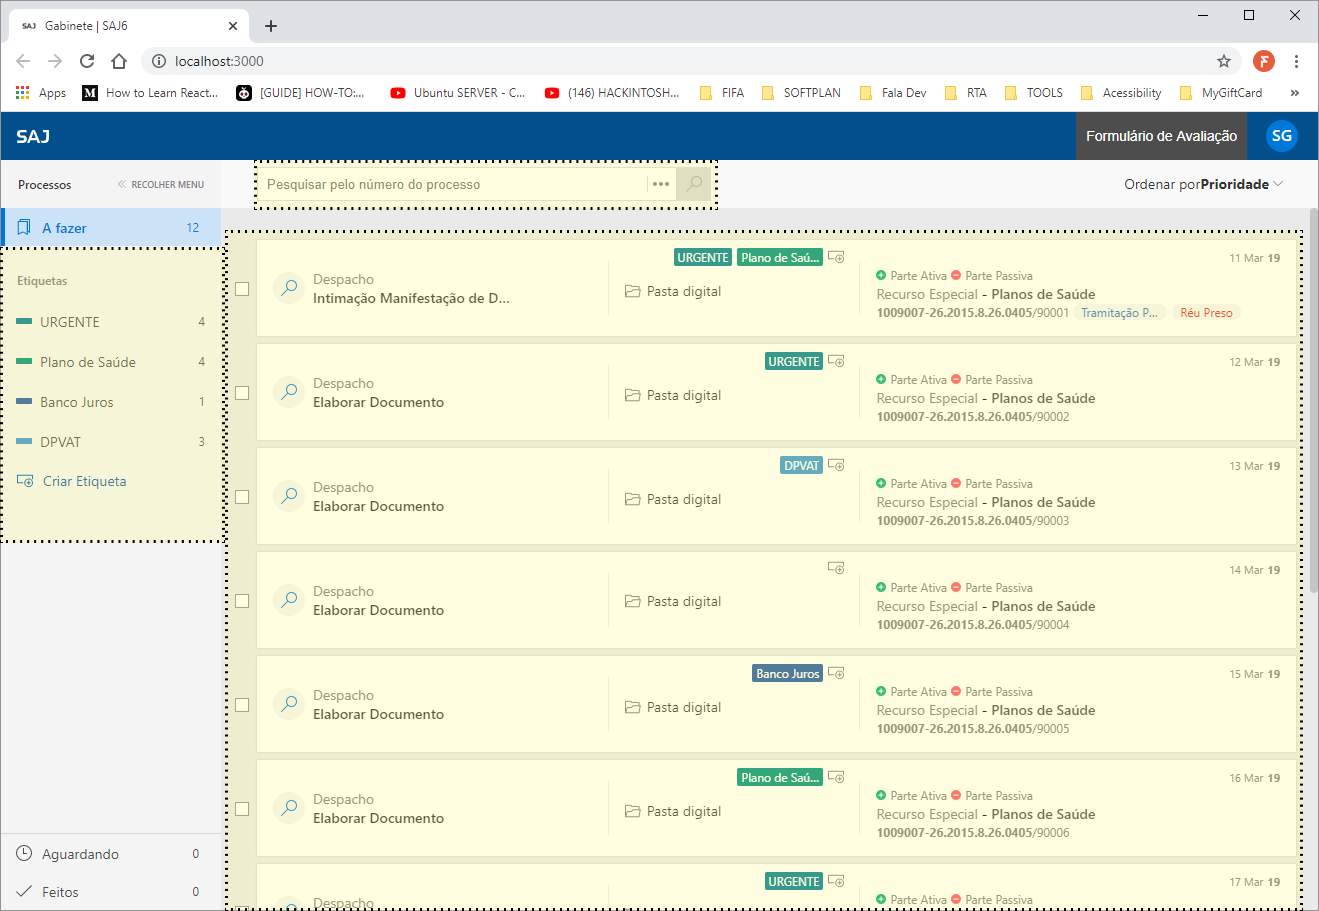 SAJ Gabinete | SAJ6
localhost:3000
F
Apps
M How to Learn React...
[GUIDE] HOW-TO:...
Ubuntu SERVER - C...
(146) HACKINTOSH...
FIFA
SOFTPLAN
Fala Dev
RTA
TOOLS
Acessibility
MyGiftCard
»
SAJ
Formulário de Avaliação
SG
Processos
RECOLHER MENU
Pesquisar pelo número do processo
Ordenar por Prioridade
A fazer 12
Etiquetas
URGENTE 4
Plano de Saúde 4
Banco Juros 1
DPVAT 3
Criar Etiqueta
Aguardando 0
Feitos 0
Despacho
Intimação Manifestação de D...
URGENTE Plano de Saú...
Pasta digital
11 Mar 19
Parte Ativa Parte Passiva
Recurso Especial - Planos de Saúde
1009007-26.2015.8.26.0405/90001 Tramitação P... Réu Preso
Despacho
Elaborar Documento
URGENTE
Pasta digital
12 Mar 19
Parte Ativa Parte Passiva
Recurso Especial - Planos de Saúde
1009007-26.2015.8.26.0405/90002
Despacho
Elaborar Documento
DPVAT
Pasta digital
13 Mar 19
Parte Ativa Parte Passiva
Recurso Especial - Planos de Saúde
1009007-26.2015.8.26.0405/90003
Despacho
Elaborar Documento
Pasta digital
14 Mar 19
Parte Ativa Parte Passiva
Recurso Especial - Planos de Saúde
1009007-26.2015.8.26.0405/90004
Despacho
Elaborar Documento
Banco Juros
Pasta digital
15 Mar 19
Parte Ativa Parte Passiva
Recurso Especial - Planos de Saúde
1009007-26.2015.8.26.0405/90005
Despacho
Elaborar Documento
Plano de Saú...
Pasta digital
16 Mar 19
Parte Ativa Parte Passiva
Recurso Especial - Planos de Saúde
1009007-26.2015.8.26.0405/90006
Despacho
URGENTE
17 Mar 19
Parte Ativa Parte Passiva